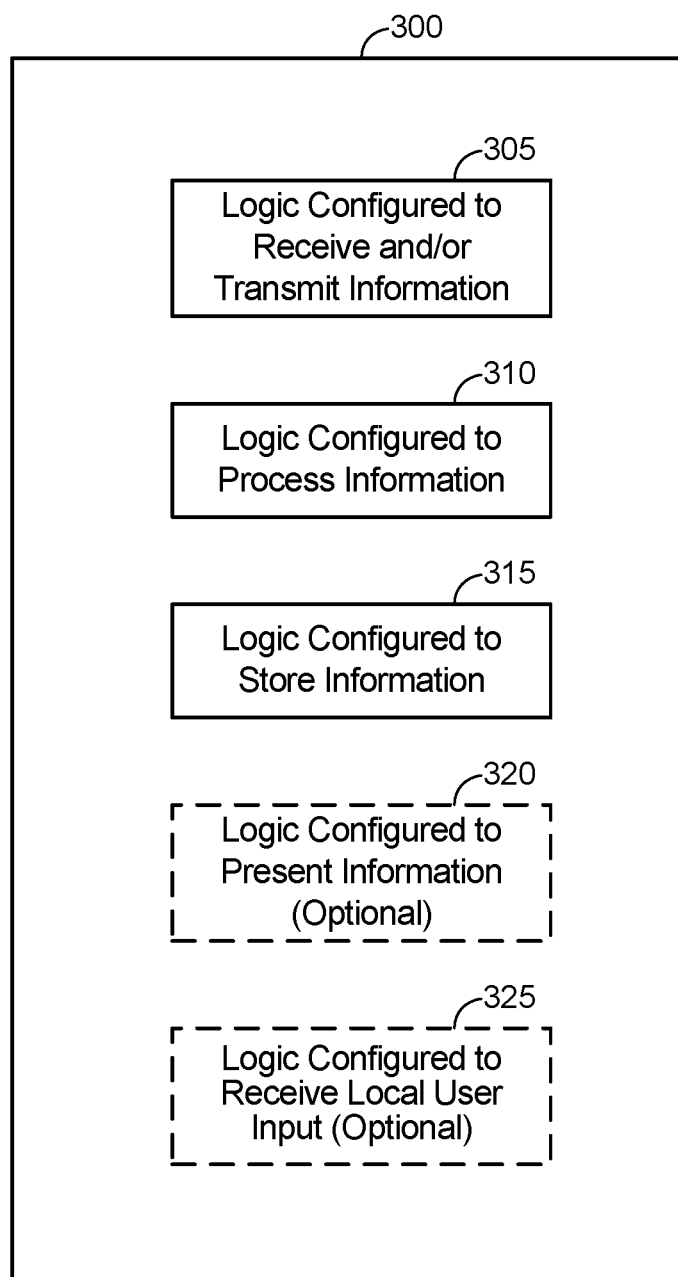 300
305
Logic Configured to
Receive and/or
Transmit Information
310
Logic Configured to
Process Information
315
Logic Configured to
Store Information
320
Logic Configured to
Present Information
(Optional)
325
Logic Configured to
Receive Local User
Input (Optional)